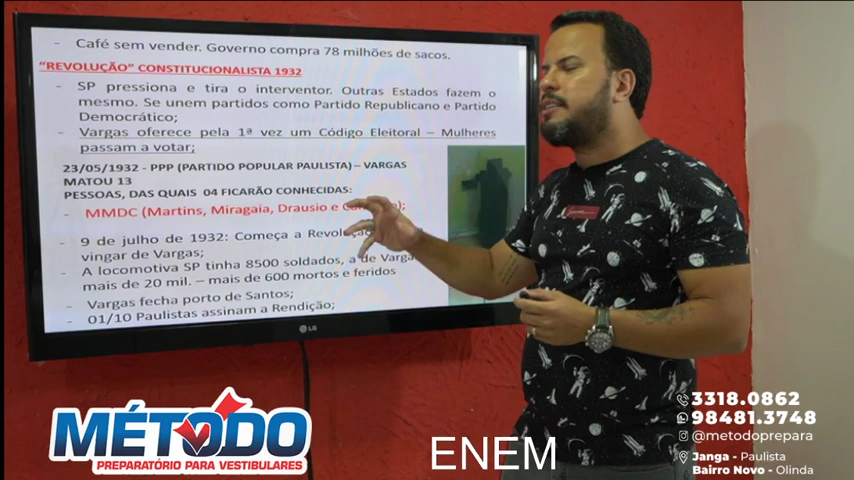 - Café sem vender. Governo compra 78 milhões de sacos.
“REVOLUÇÃO” CONSTITUCIONALISTA 1932
- SP pressiona e tira o interventor. Outras Estados fazem o
mesmo. Se unem partidos como Partido Republicano e Partido
Democrático;
- Vargas oferece pela 1ª vez um Código Eleitoral – Mulheres
passam a votar;
23/05/1932 - PPP (PARTIDO POPULAR PAULISTA) – VARGAS
MATOU 13
PESSOAS, DAS QUAIS 04 FICARÃO CONHECIDAS:
- MMDC (Martins, Miragaia, Drausio e
- 9 de julho de 1932: Começa a
vingar de Vargas;
- A locomotiva SP tinha 8500 soldados, a de
mais de 20 mil. – mais de 600 mortos e feridos
- Vargas fecha porto de Santos;
- 01/10 Paulistas assinam a Rendição;
LG
MÉTODO
PREPARATÓRIO PARA VESTIBULARES
ENEM
3318.0862
98481.3748
@metodoprepara
Janga - Paulista
Bairro Novo - Olinda